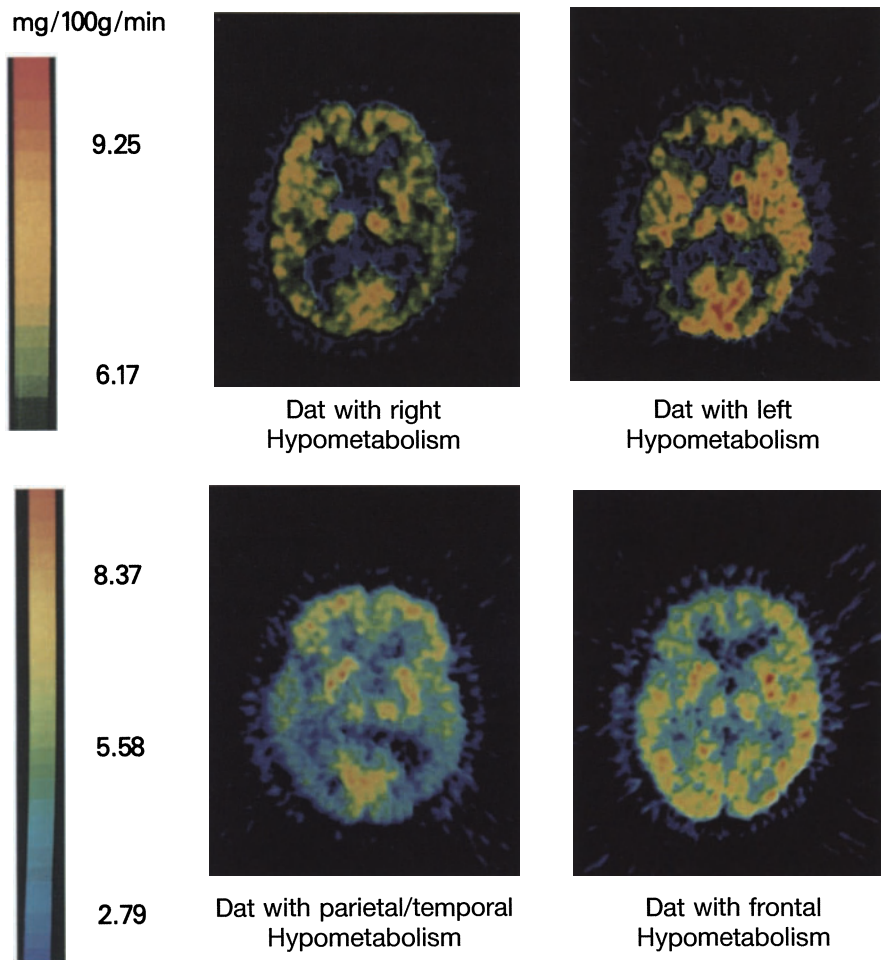 mg/100g/min
9.25
6.17
Dat with right
Hypometabolism
Dat with left
Hypometabolism
8.37
5.58
2.79
Dat with parietal/temporal
Hypometabolism
Dat with frontal
Hypometabolism